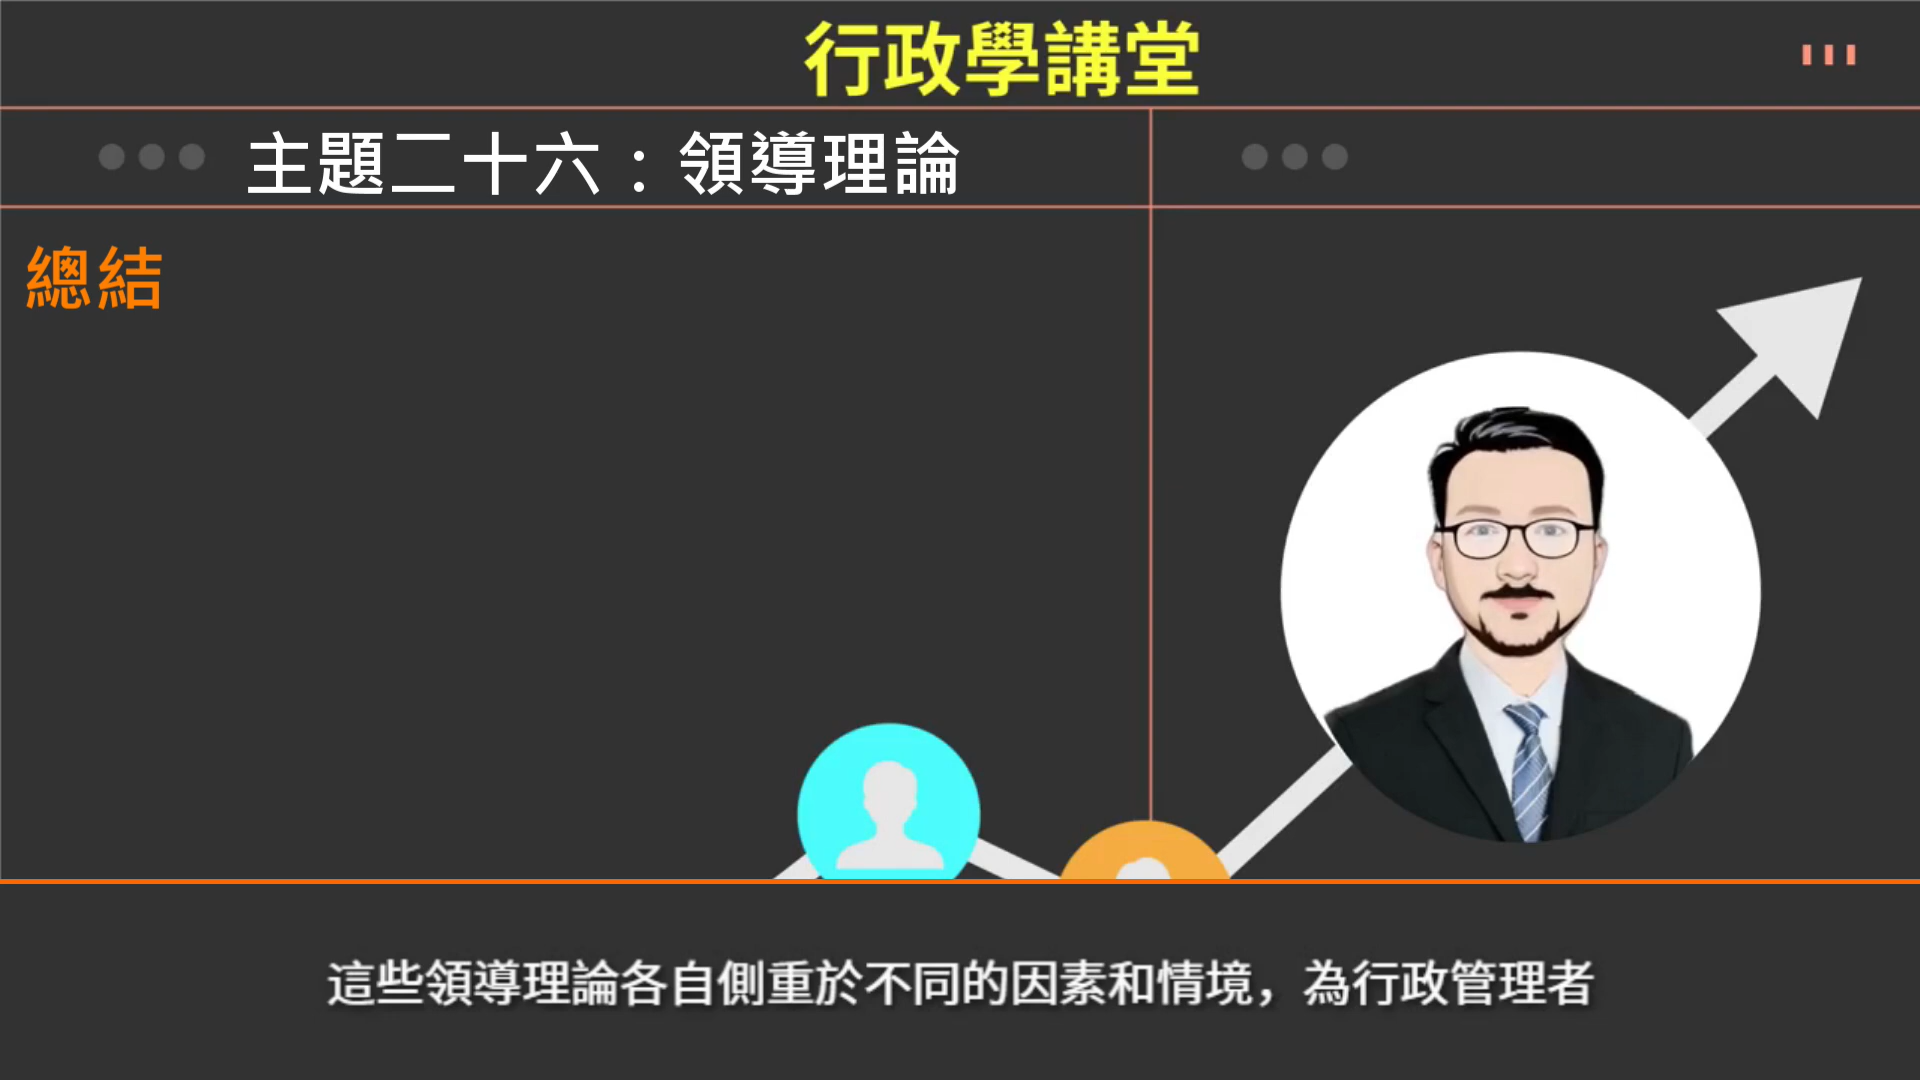 行政學講堂
主題二十六：領導理論
總結
這些領導理論各自側重於不同的因素和情境，為行政管理者